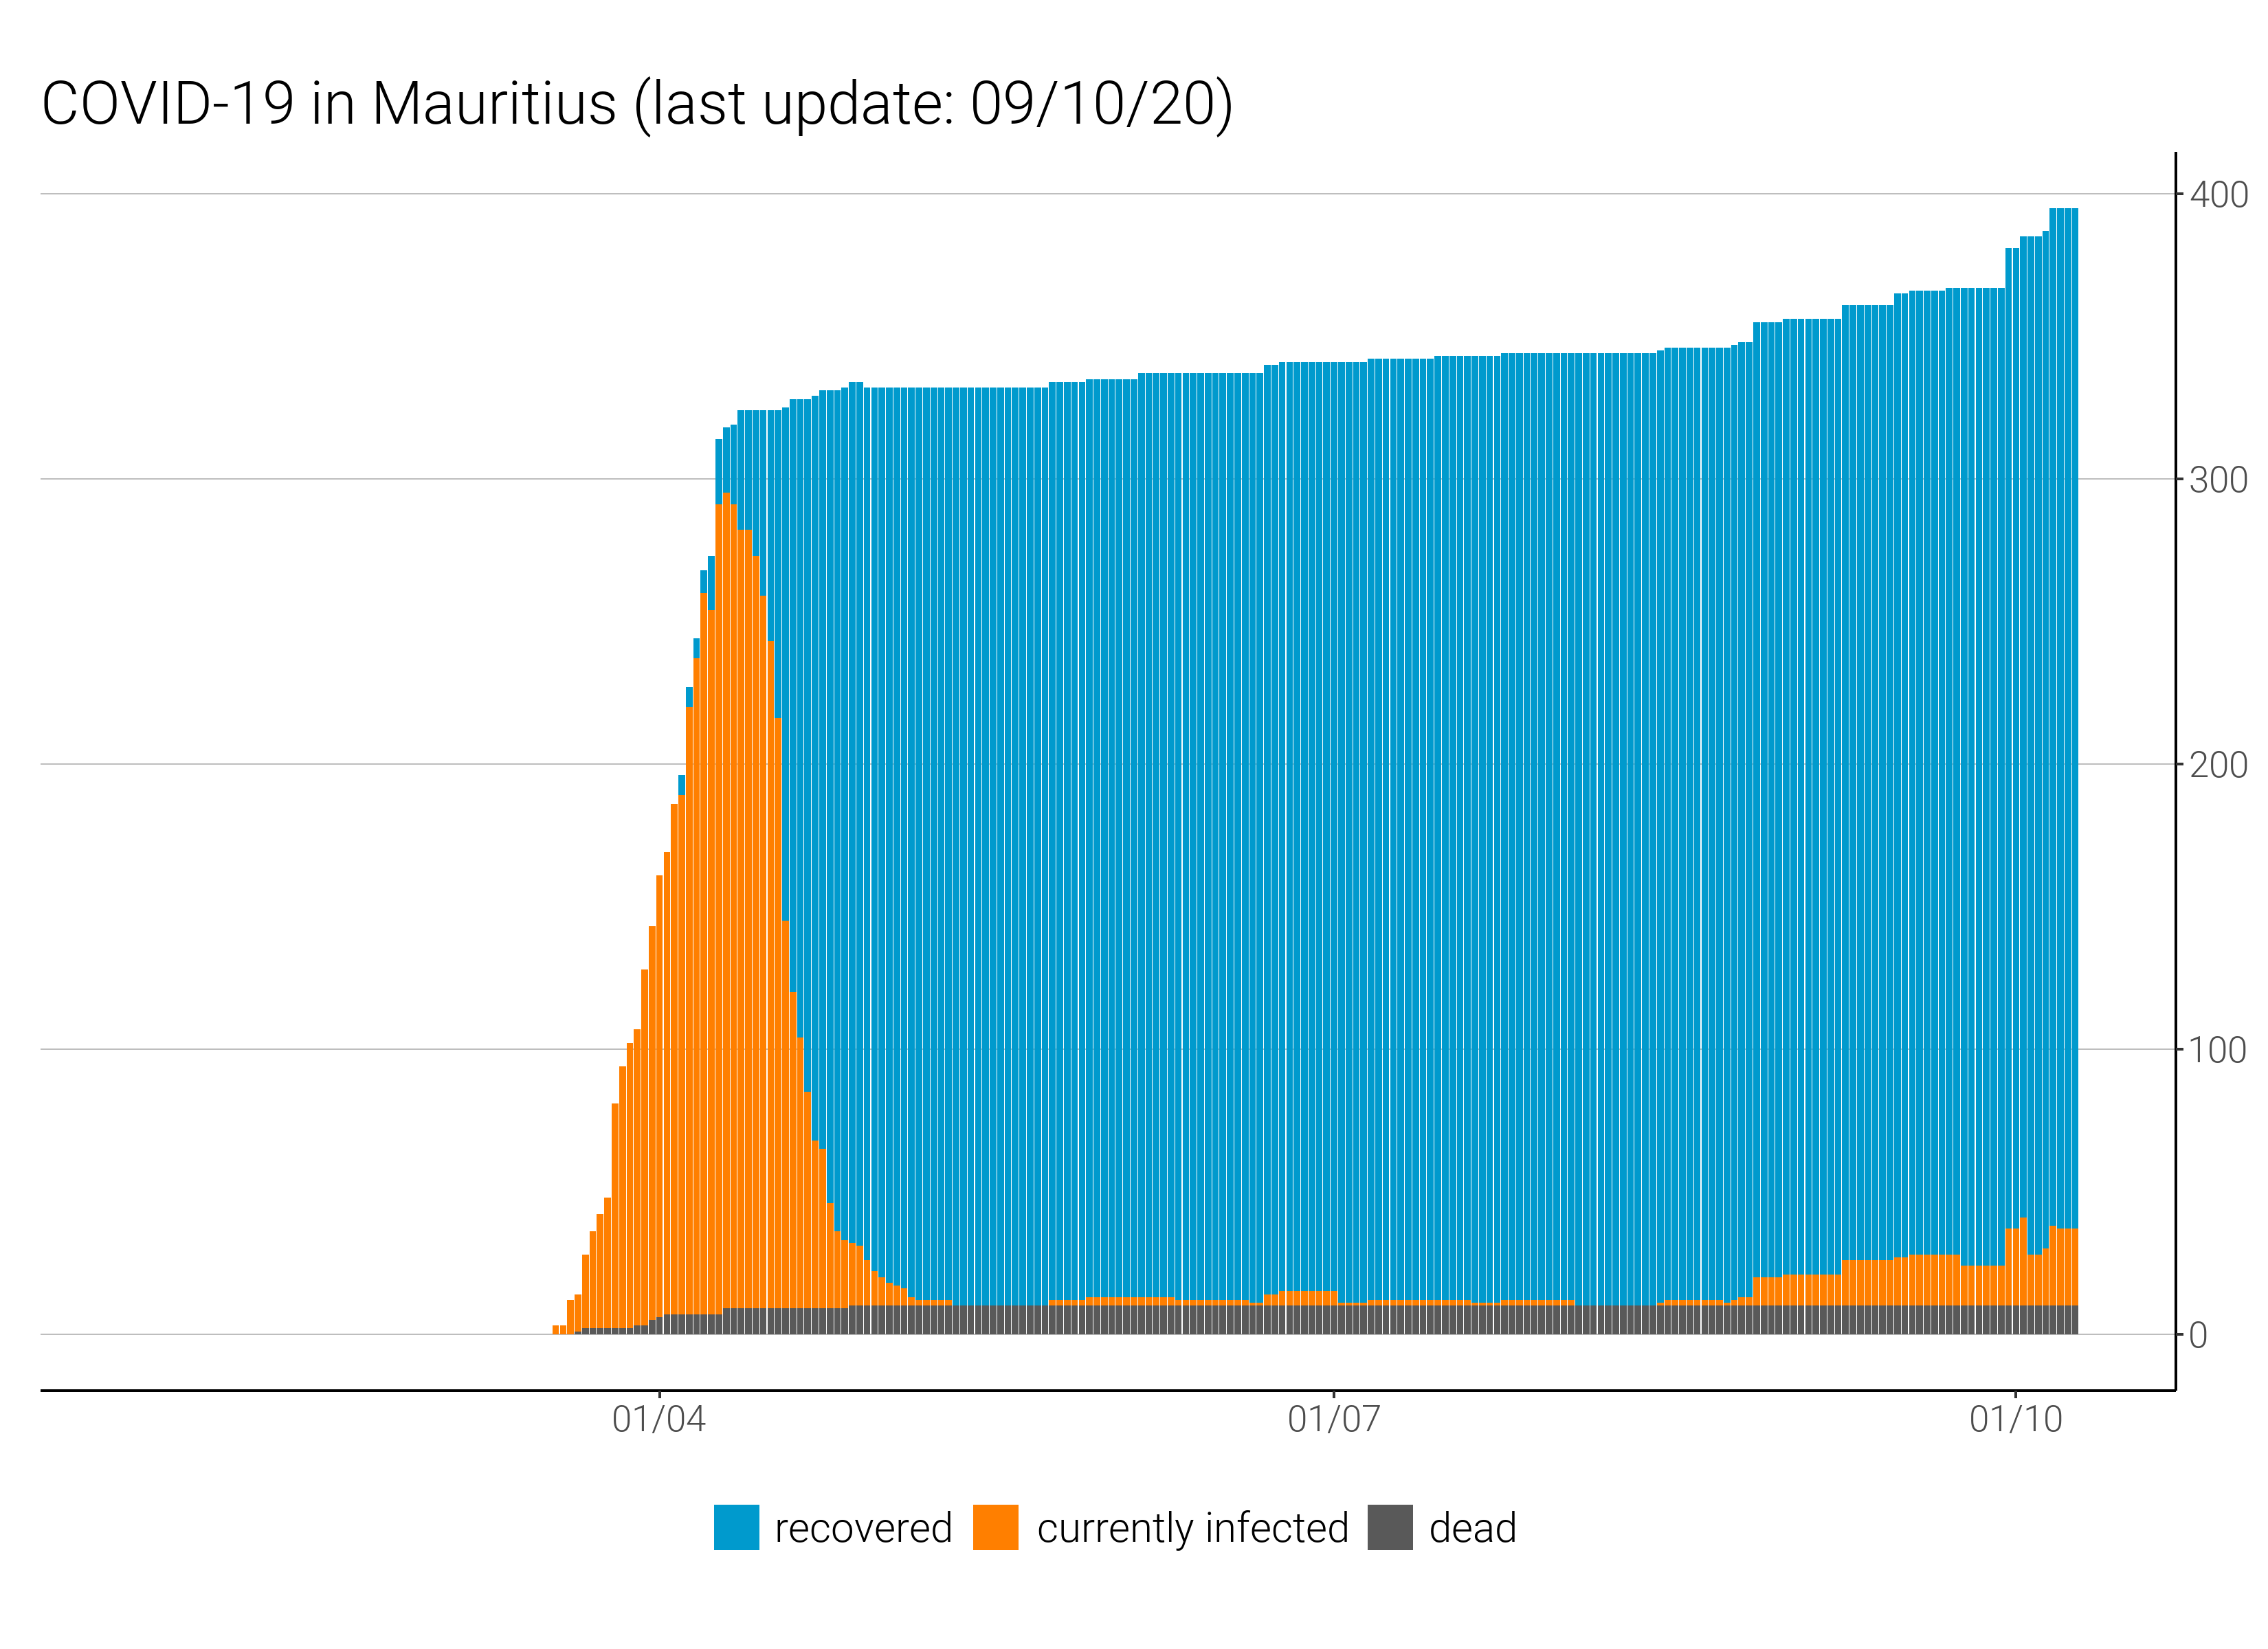 COVID-19 in Mauritius (last update: 09/10/20)
400
300
200
100
0
01/04 01/07 01/10
recovered currently infected dead